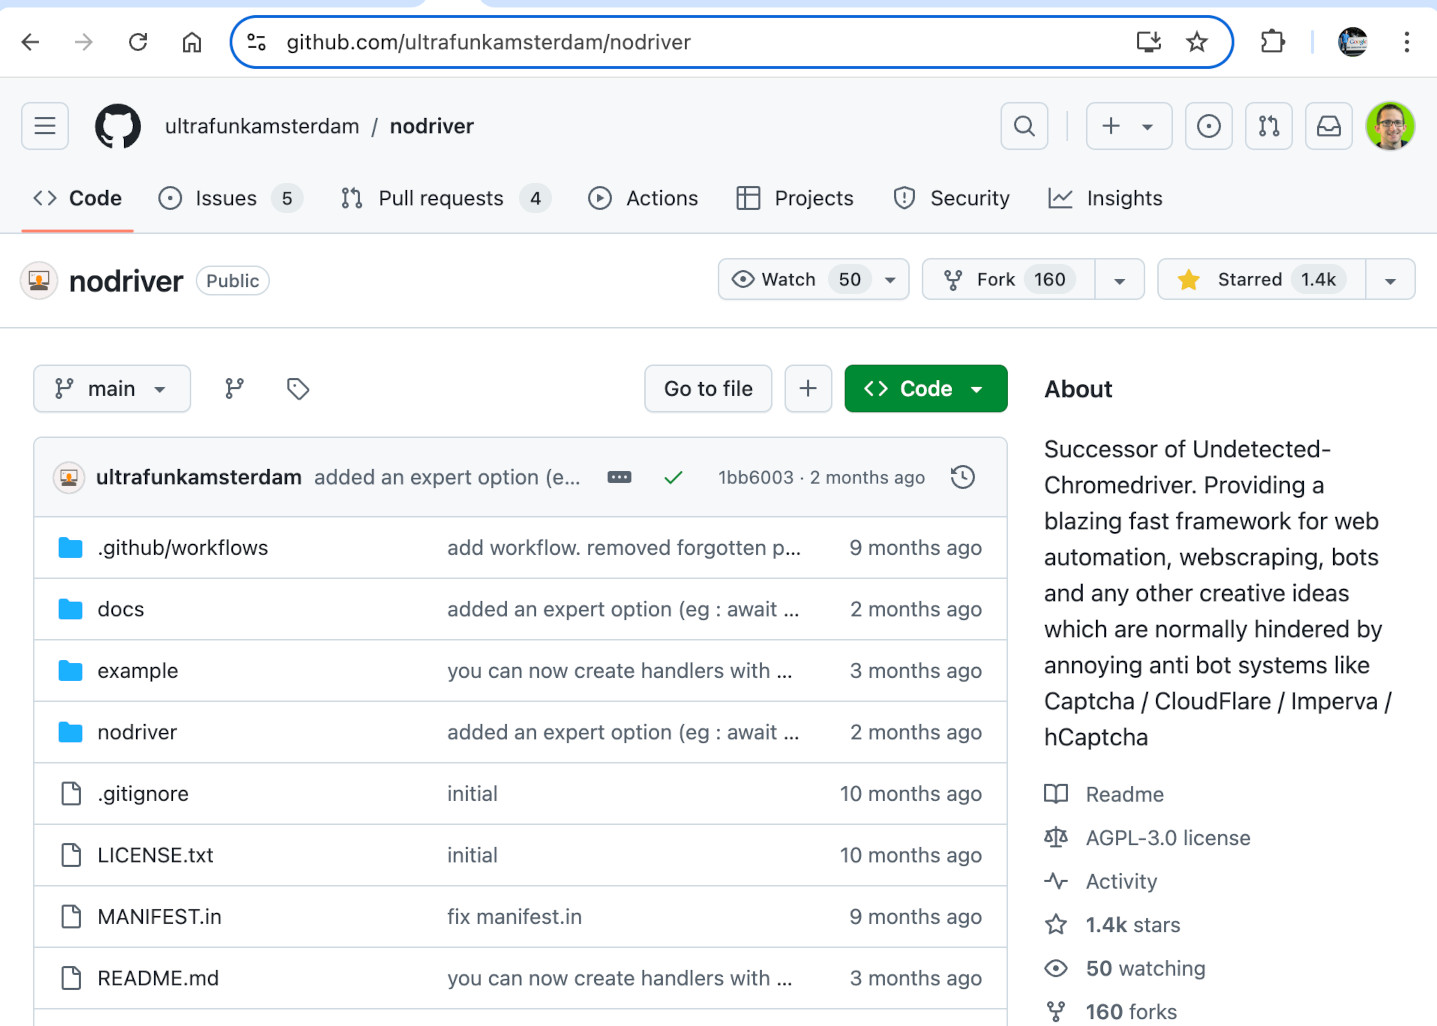 github.com/ultrafunkamsterdam/nodriver
ultrafunkamsterdam / nodriver
Code Issues 5 Pull requests 4 Actions Projects Security Insights
nodriver Public Watch 50 Fork 160 Starred 1.4k
main Go to file + Code
ultrafunkamsterdam added an expert option (e... 1bb6003 · 2 months ago
.github/workflows add workflow. removed forgotten p... 9 months ago
docs added an expert option (eg : await ... 2 months ago
example you can now create handlers with ... 3 months ago
nodriver added an expert option (eg : await ... 2 months ago
.gitignore initial 10 months ago
LICENSE.txt initial 10 months ago
MANIFEST.in fix manifest.in 9 months ago
README.md you can now create handlers with ... 3 months ago
About
Successor of Undetected-
Chromedriver. Providing a
blazing fast framework for web
automation, webscraping, bots
and any other creative ideas
which are normally hindered by
annoying anti bot systems like
Captcha / CloudFlare / Imperva /
hCaptcha
Readme
AGPL-3.0 license
Activity
1.4k stars
50 watching
160 forks